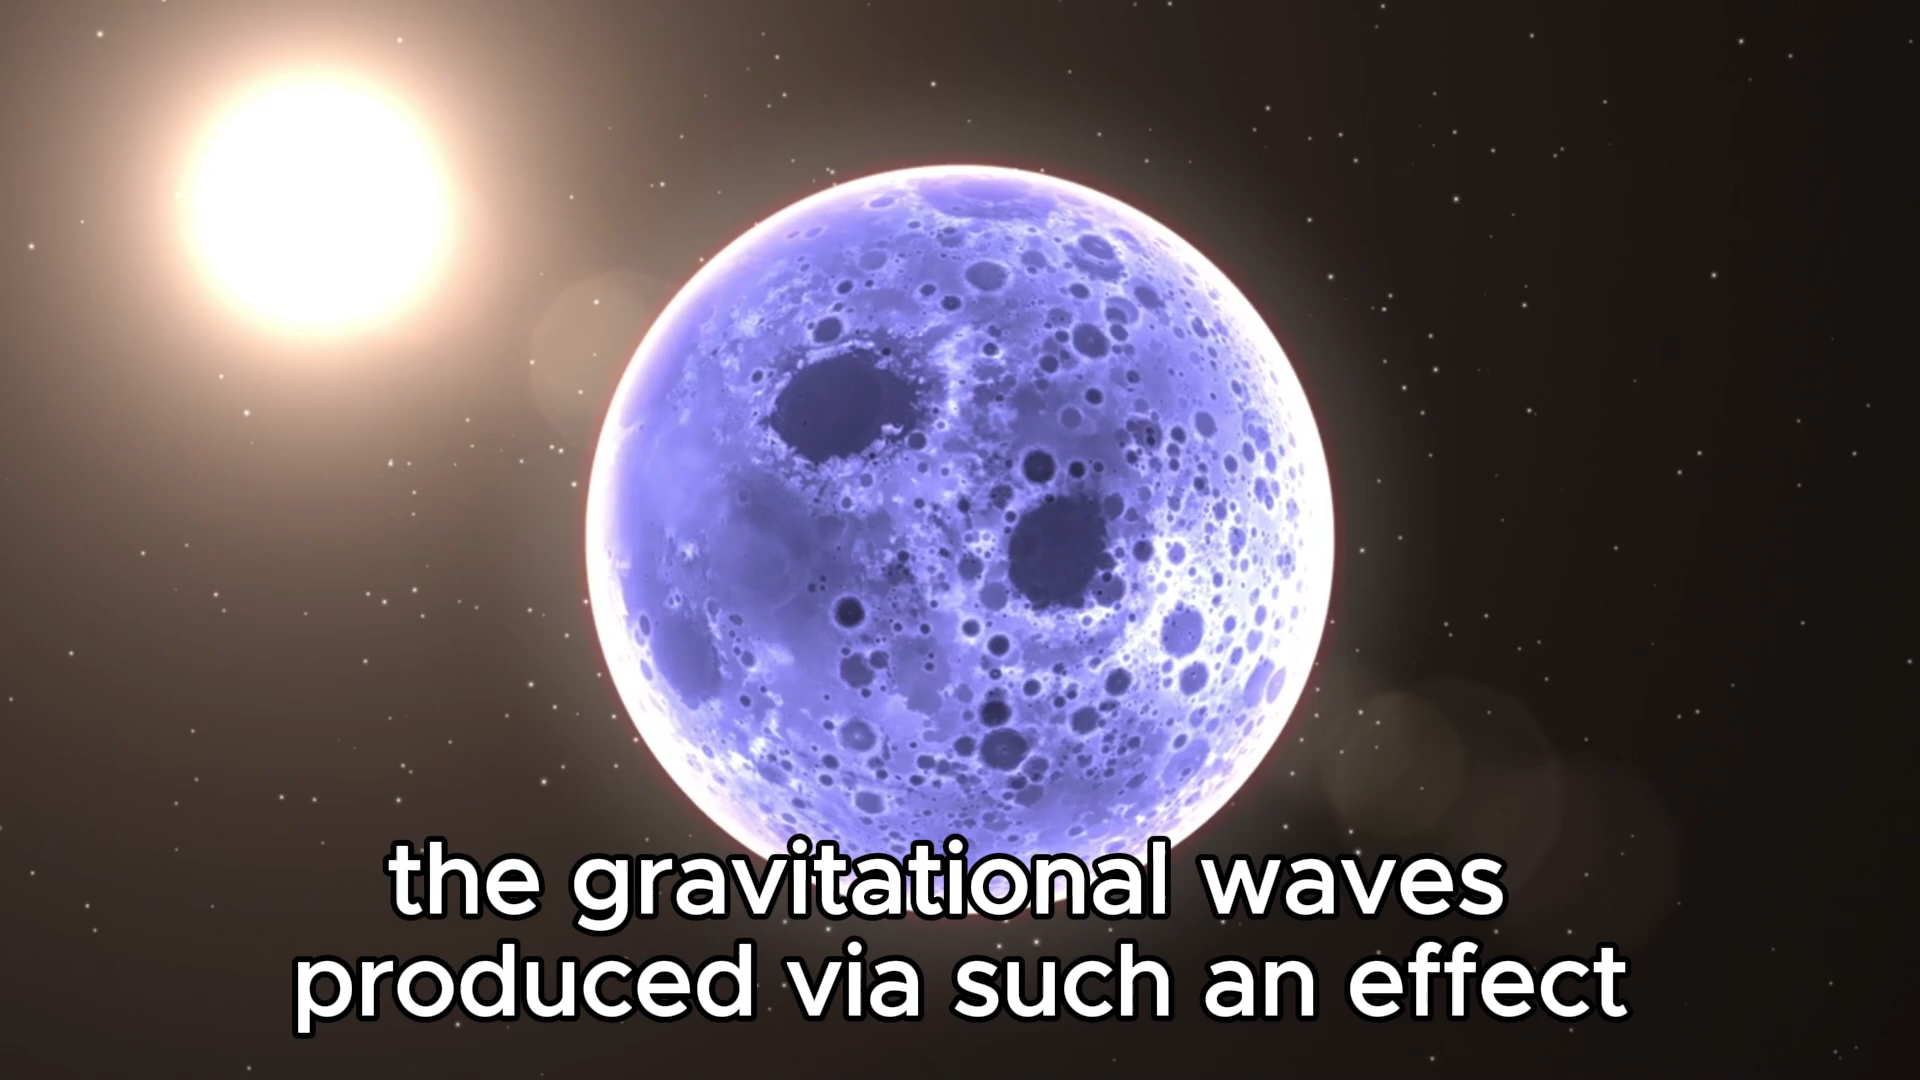 the gravitational waves
produced via such an effect